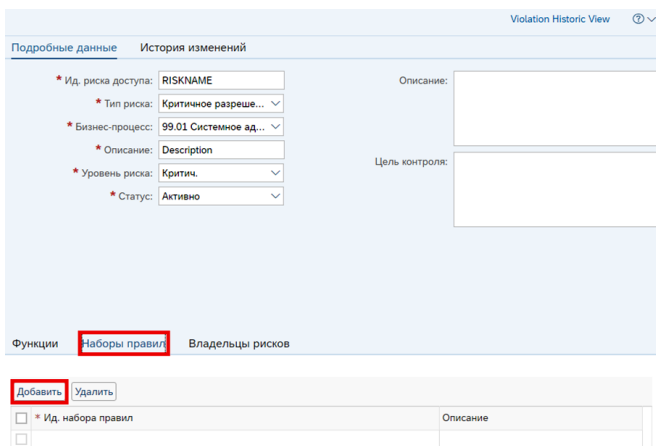 Violation Historic View
Подробные данные История изменений
* Ид. риска доступа: RISKNAME Описание:
* Тип риска: Критичное разреше...
* Бизнес-процесс: 99.01 Системное ад...
* Описание: Description
Цель контроля:
* Уровень риска: Критич.
* Статус: Активно
Функции Наборы правил Владельцы рисков
Добавить Удалить
* Ид. набора правил Описание